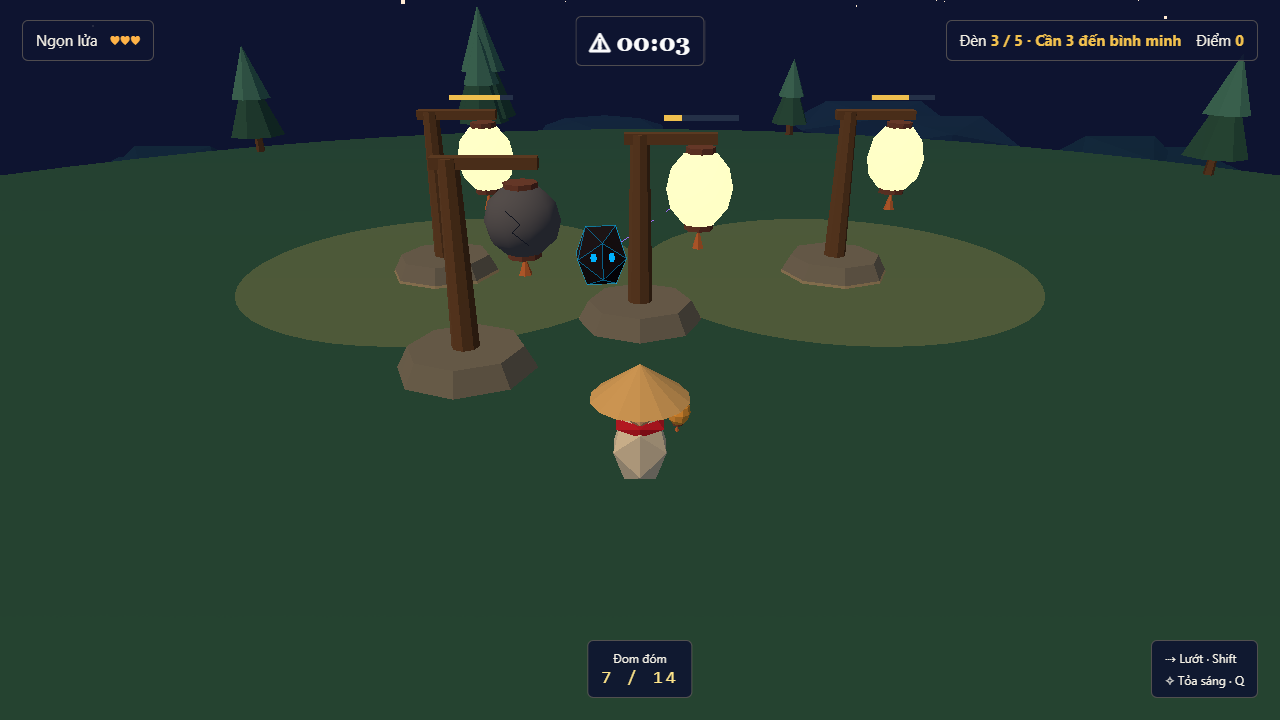 Ngọn lửa ♥♥♥
⚠ 00:03
Đèn 3 / 5 · Cần 3 đến bình minh Điểm 0
Đom đóm
7 / 14
⇢ Lướt · Shift
✧ Tỏa sáng · Q